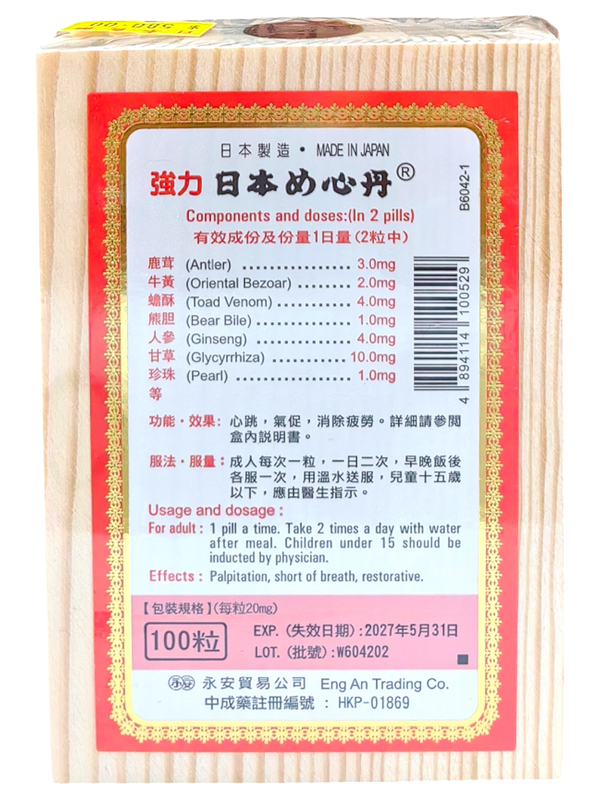 日本製造 • MADE IN JAPAN
強力 日本め心丹®
B6042-1
Components and doses:(In 2 pills)
有效成份及份量1日量(2粒中)
鹿茸 (Antler) ................ 3.0mg
牛黃 (Oriental Bezoar) ........ 2.0mg
蟾酥 (Toad Venom) ........... 4.0mg
熊胆 (Bear Bile) .............. 1.0mg
人參 (Ginseng) ............... 4.0mg
甘草 (Glycyrrhiza) ........... 10.0mg
珍珠 (Pearl) .................. 1.0mg
等
4 894114 100529
功能・效果: 心跳，氣促，消除疲勞。詳細請參閱
盒內說明書。
服法・服量: 成人每次一粒，一日二次，早晚飯後
各服一次，用溫水送服，兒童十五歲
以下，應由醫生指示。
Usage and dosage :
For adult : 1 pill a time. Take 2 times a day with water
after meal. Children under 15 should be
inducted by physician.
Effects : Palpitation, short of breath, restorative.
【包裝規格】(每粒20mg)
100粒
EXP. (失效日期) :2027年5月31日
LOT. (批號) :W604202
永安 永安貿易公司 Eng An Trading Co.
中成藥註冊編號 : HKP-01869